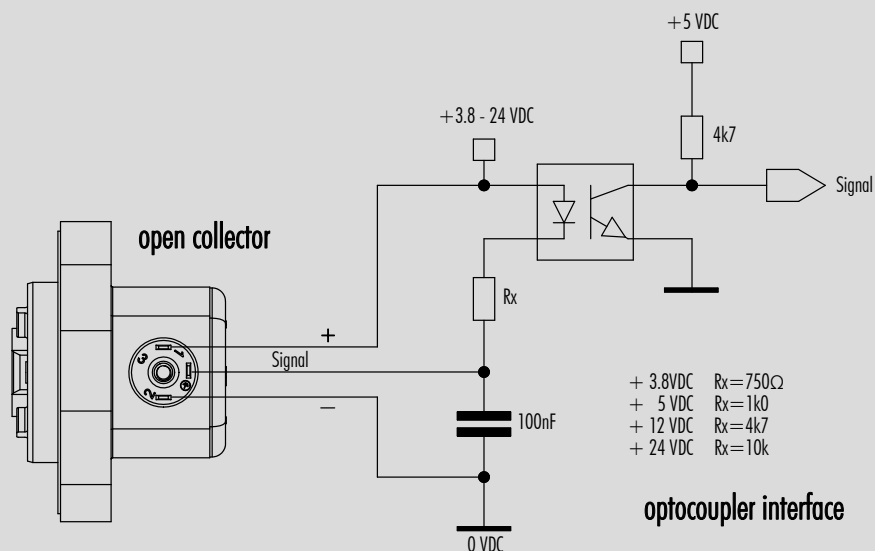 +5 VDC
+3.8 - 24 VDC
4k7
Signal
open collector
Rx
+
Signal
1
3
2
–
100nF
+ 3.8VDC Rx=750Ω
+ 5 VDC Rx=1k0
+ 12 VDC Rx=4k7
+ 24 VDC Rx=10k
optocoupler interface
0 VDC